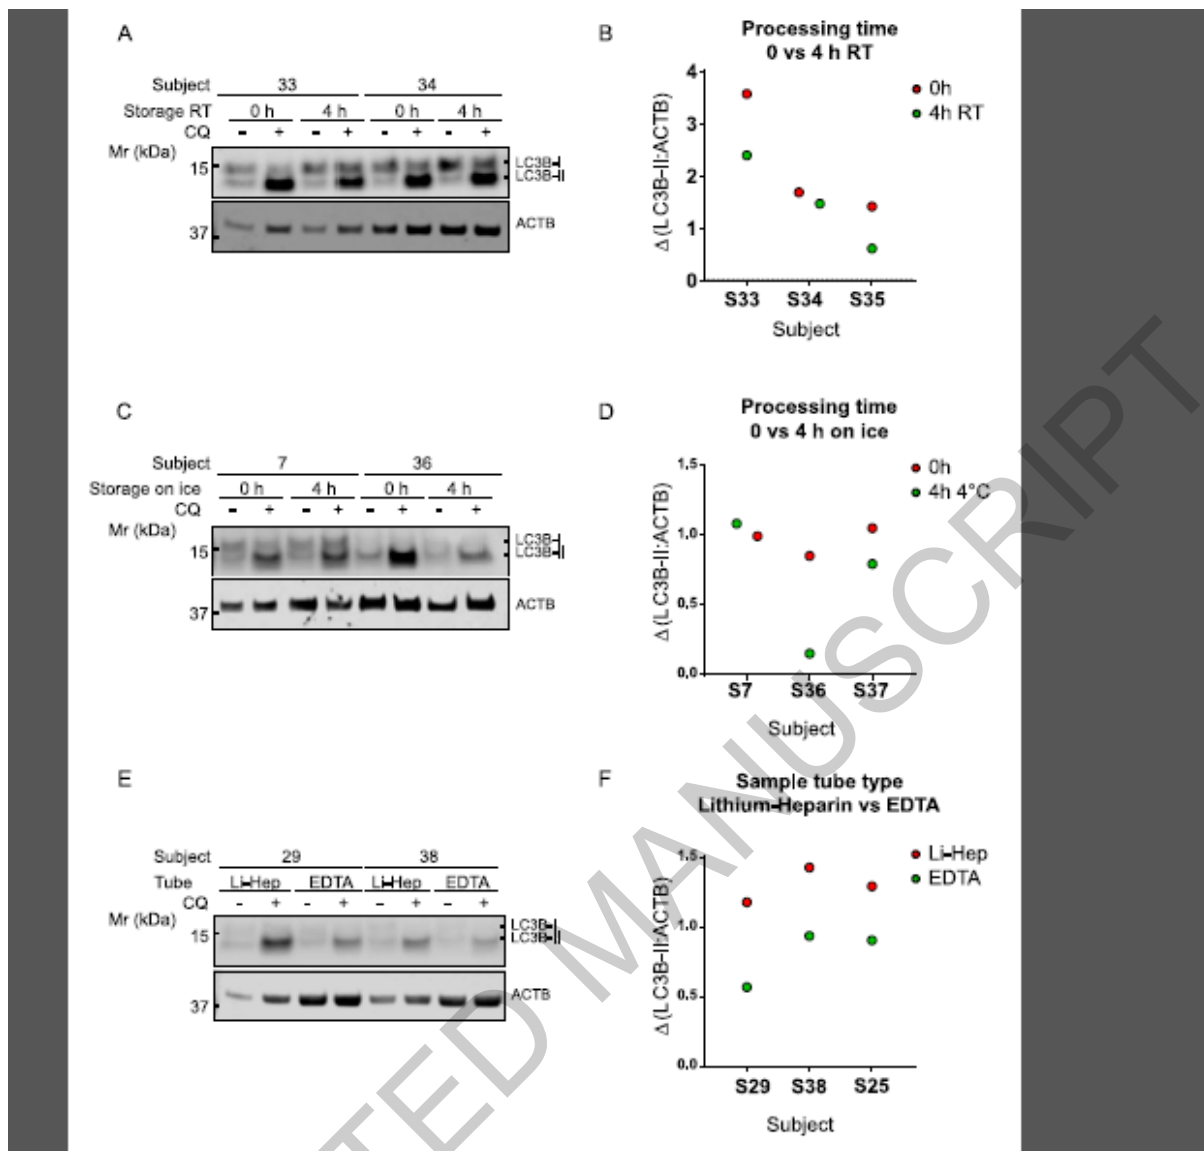 A
Subject 33 34
Storage RT 0 h 4 h 0 h 4 h
CQ - + - + - + - +
Mr (kDa)
15
LC3B-I
LC3B-II
37
ACTB
B
Processing time
0 vs 4 h RT
0h
4h RT
Δ (LC3B-II:ACTB)
4
3
2
1
0
S33 S34 S35
Subject
C
Subject 7 36
Storage on ice 0 h 4 h 0 h 4 h
CQ - + - + - + - +
Mr (kDa)
15
LC3B-I
LC3B-II
37
ACTB
D
Processing time
0 vs 4 h on ice
0h
4h 4°C
Δ (LC3B-II:ACTB)
1.5
1.0
0.5
0.0
S7 S36 S37
Subject
E
Subject 29 38
Tube Li-Hep EDTA Li-Hep EDTA
CQ - + - + - + - +
Mr (kDa)
15
LC3B-I
LC3B-II
37
ACTB
F
Sample tube type
Lithium-Heparin vs EDTA
Li-Hep
EDTA
Δ (LC3B-II:ACTB)
1.5
1.0
0.5
0.0
S29 S38 S25
Subject
TED MANUSCRIPT